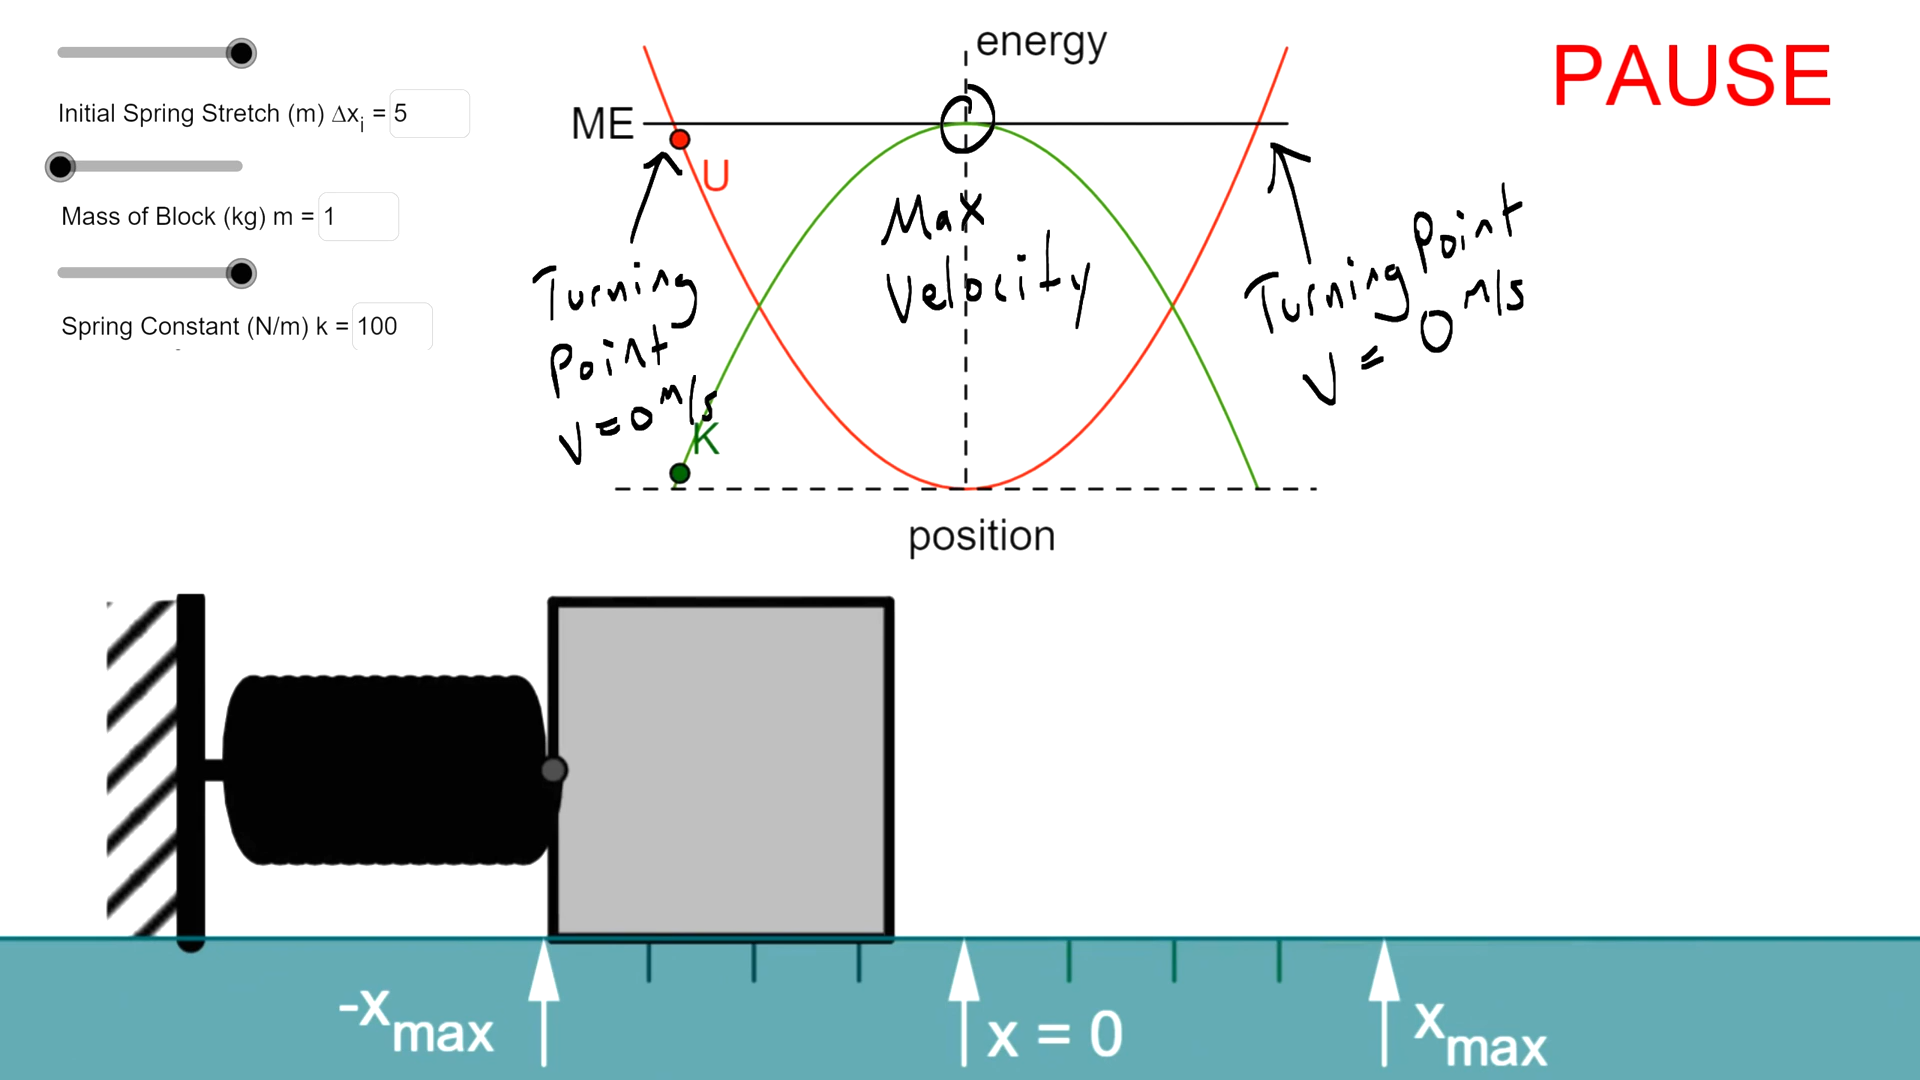 Initial Spring Stretch (m) Δxi = 5
Mass of Block (kg) m = 1
Spring Constant (N/m) k = 100
energy
ME
U
K
position
PAUSE
Turning
Point
v = 0 m/s
Max
Velocity
Turning Point
v = 0 m/s
-xmax
x = 0
xmax